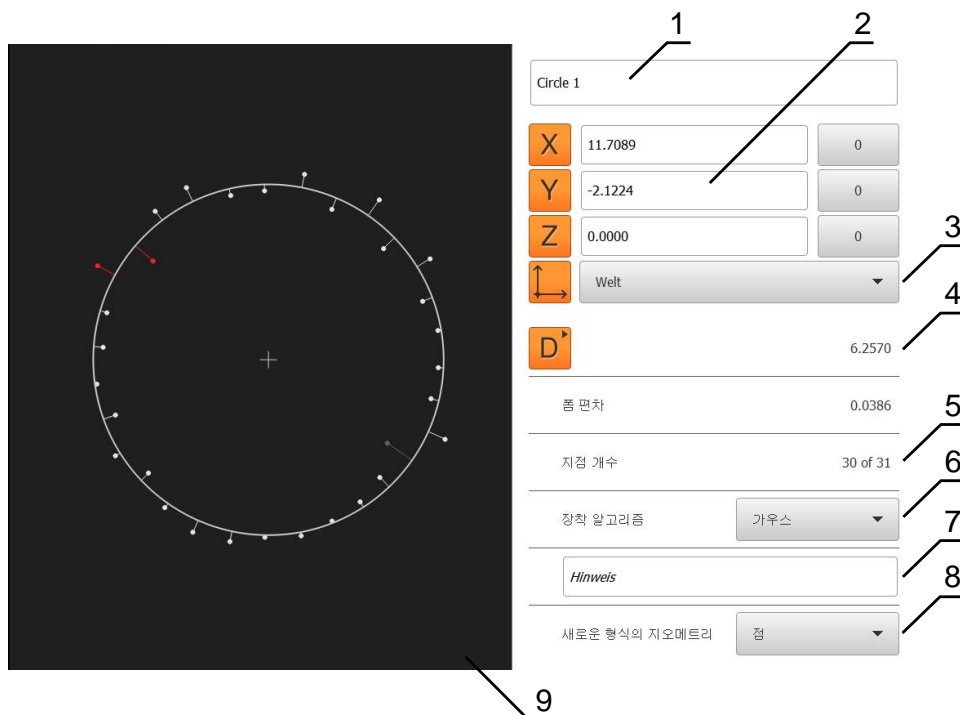 1
2
Circle 1
X 11.7089 0
Y -2.1224 0
Z 0.0000 0
3
Welt
4
D 6.2570
폼 편차 0.0386
5
지점 개수 30 of 31
6
장착 알고리즘 가우스
7
Hinweis
8
새로운 형식의 지오메트리 점
9